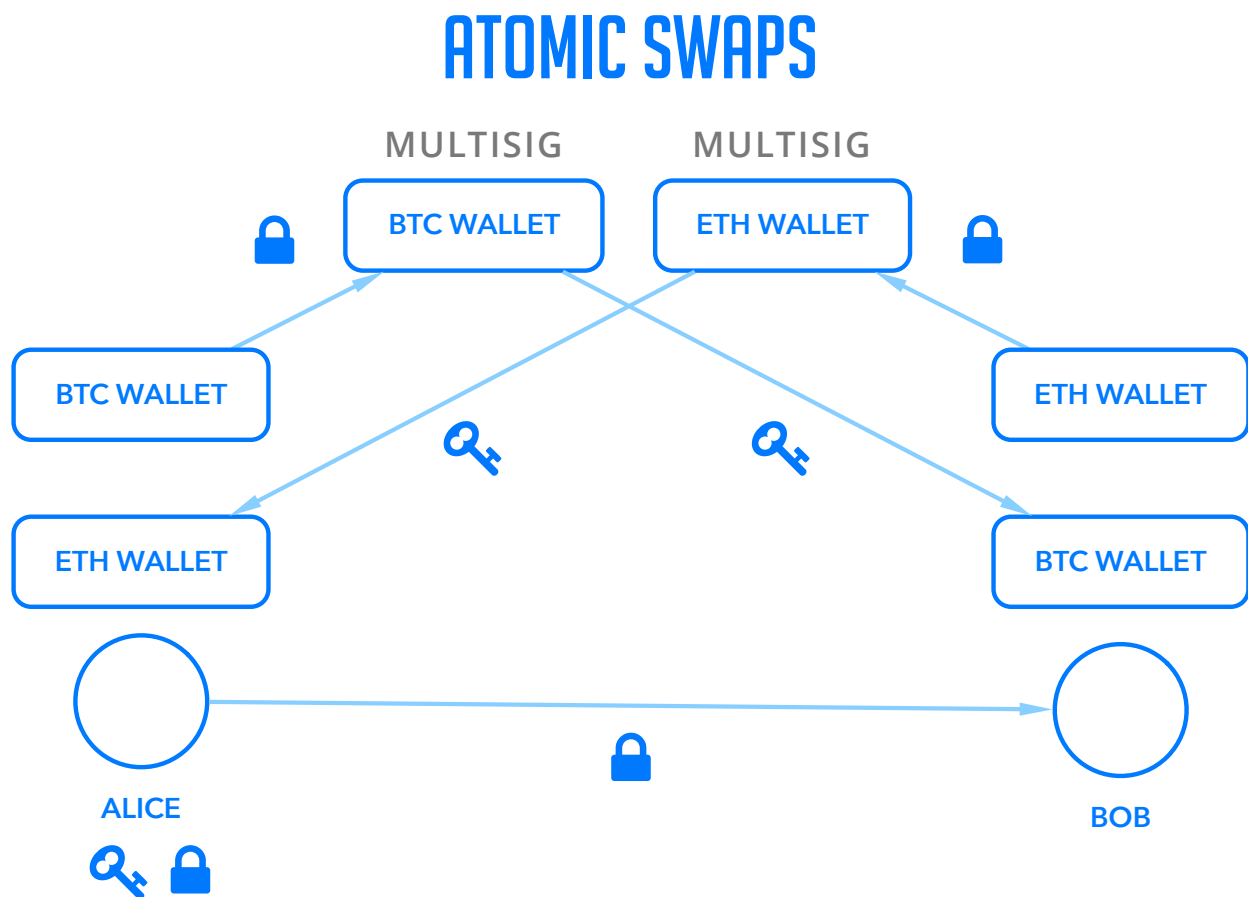 ATOMIC SWAPS
MULTISIG MULTISIG
BTC WALLET ETH WALLET
BTC WALLET ETH WALLET
ETH WALLET BTC WALLET
ALICE BOB